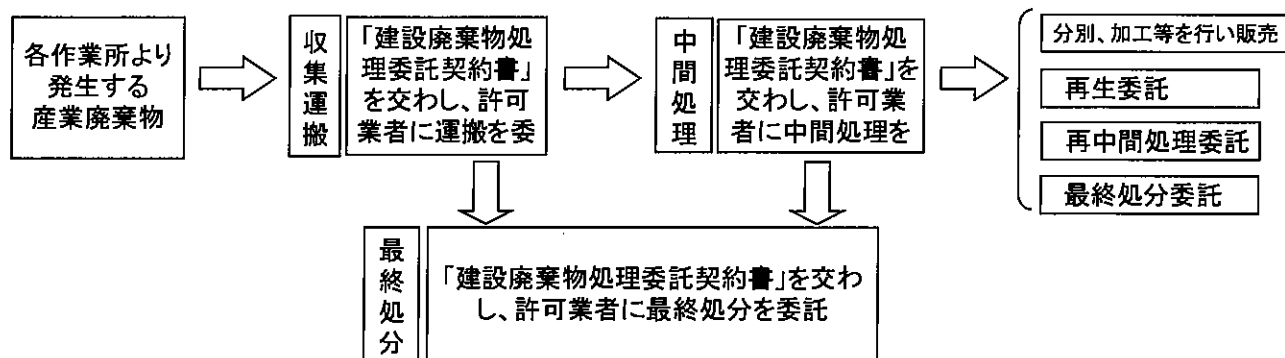 各作業所より
発生する
産業廃棄物
収集運搬
「建設廃棄物処
理委託契約書」
を交わし、許可
業者に運搬を委
中間処理
「建設廃棄物処
理委託契約書」を
交わし、許可業
者に中間処理を
分別、加工等を行い販売
再生委託
再中間処理委託
最終処分委託
最終処分
「建設廃棄物処理委託契約書」を交わ
し、許可業者に最終処分を委託